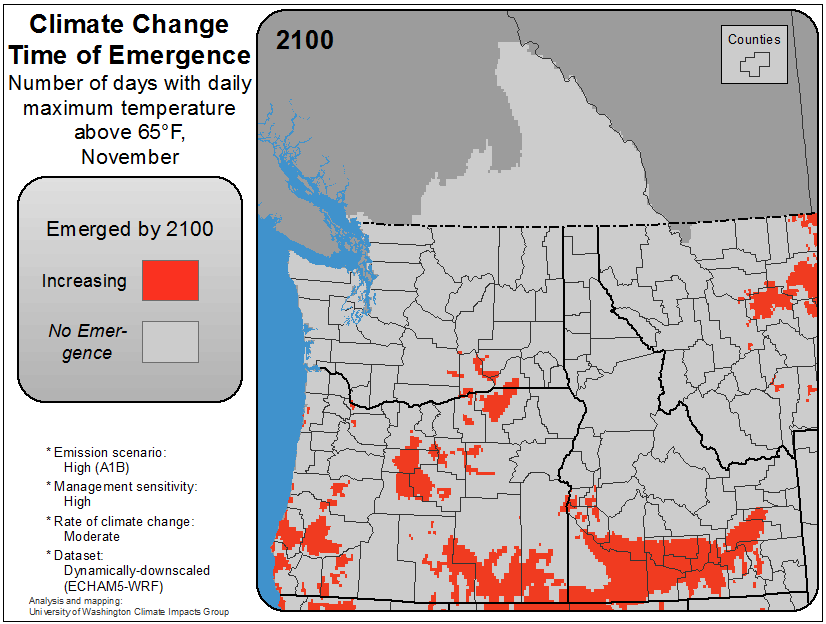 Climate Change
Time of Emergence
Number of days with daily
maximum temperature
above 65°F,
November
2100
Counties
Emerged by 2100
Increasing
No Emer-
gence
* Emission scenario:
High (A1B)
* Management sensitivity:
High
* Rate of climate change:
Moderate
* Dataset:
Dynamically-downscaled
(ECHAM5-WRF)
Analysis and mapping:
University of Washington Climate Impacts Group